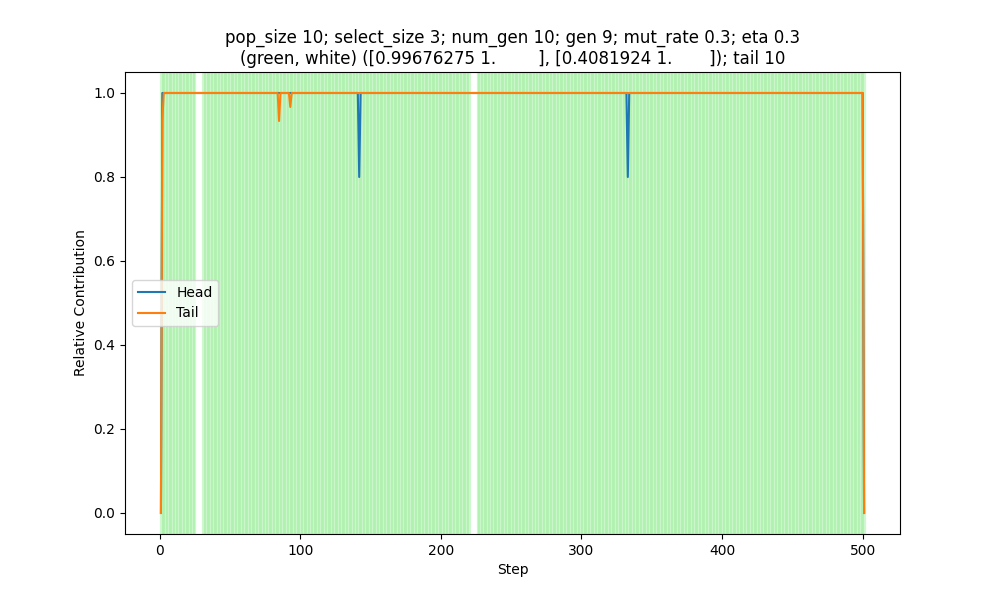 pop_size 10; select_size 3; num_gen 10; gen 9; mut_rate 0.3; eta 0.3
(green, white) ([0.99676275 1.        ], [0.4081924 1.       ]); tail 10
1.0
0.8
0.6
0.4
0.2
0.0
Relative Contribution
Head
Tail
0
100
200
300
400
500
Step